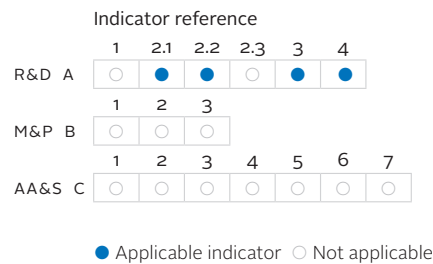 Indicator reference
1 2.1 2.2 2.3 3 4
R&D A
1 2 3
M&P B
1 2 3 4 5 6 7
AA&S C
Applicable indicator Not applicable